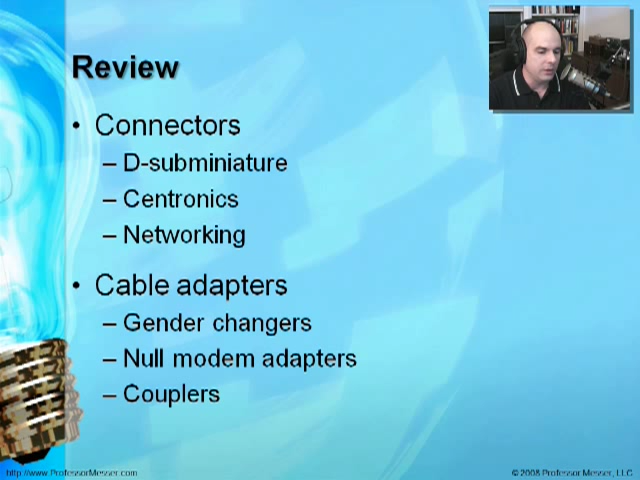 Review
• Connectors
– D-subminiature
– Centronics
– Networking
• Cable adapters
– Gender changers
– Null modem adapters
– Couplers
http://www.ProfessorMesser.com
© 2008 Professor Messer, LLC